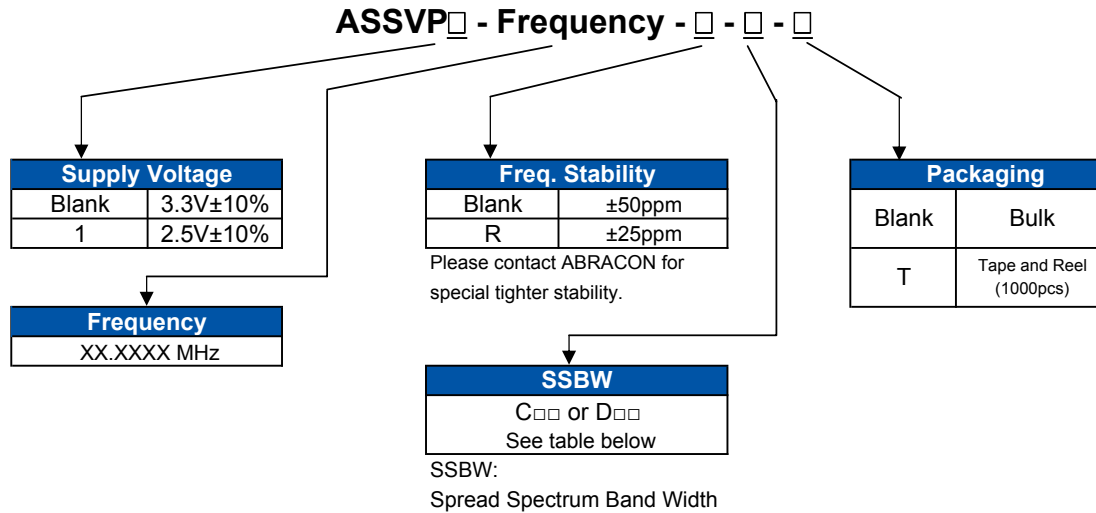 ASSVP□ - Frequency - □ - □ - □
Supply Voltage
Blank 3.3V±10%
1 2.5V±10%
Frequency
XX.XXXX MHz
Freq. Stability
Blank ±50ppm
R ±25ppm
Please contact ABRACON for
special tighter stability.
SSBW
C□□ or D□□
See table below
SSBW:
Spread Spectrum Band Width
Packaging
Blank Bulk
T Tape and Reel
(1000pcs)